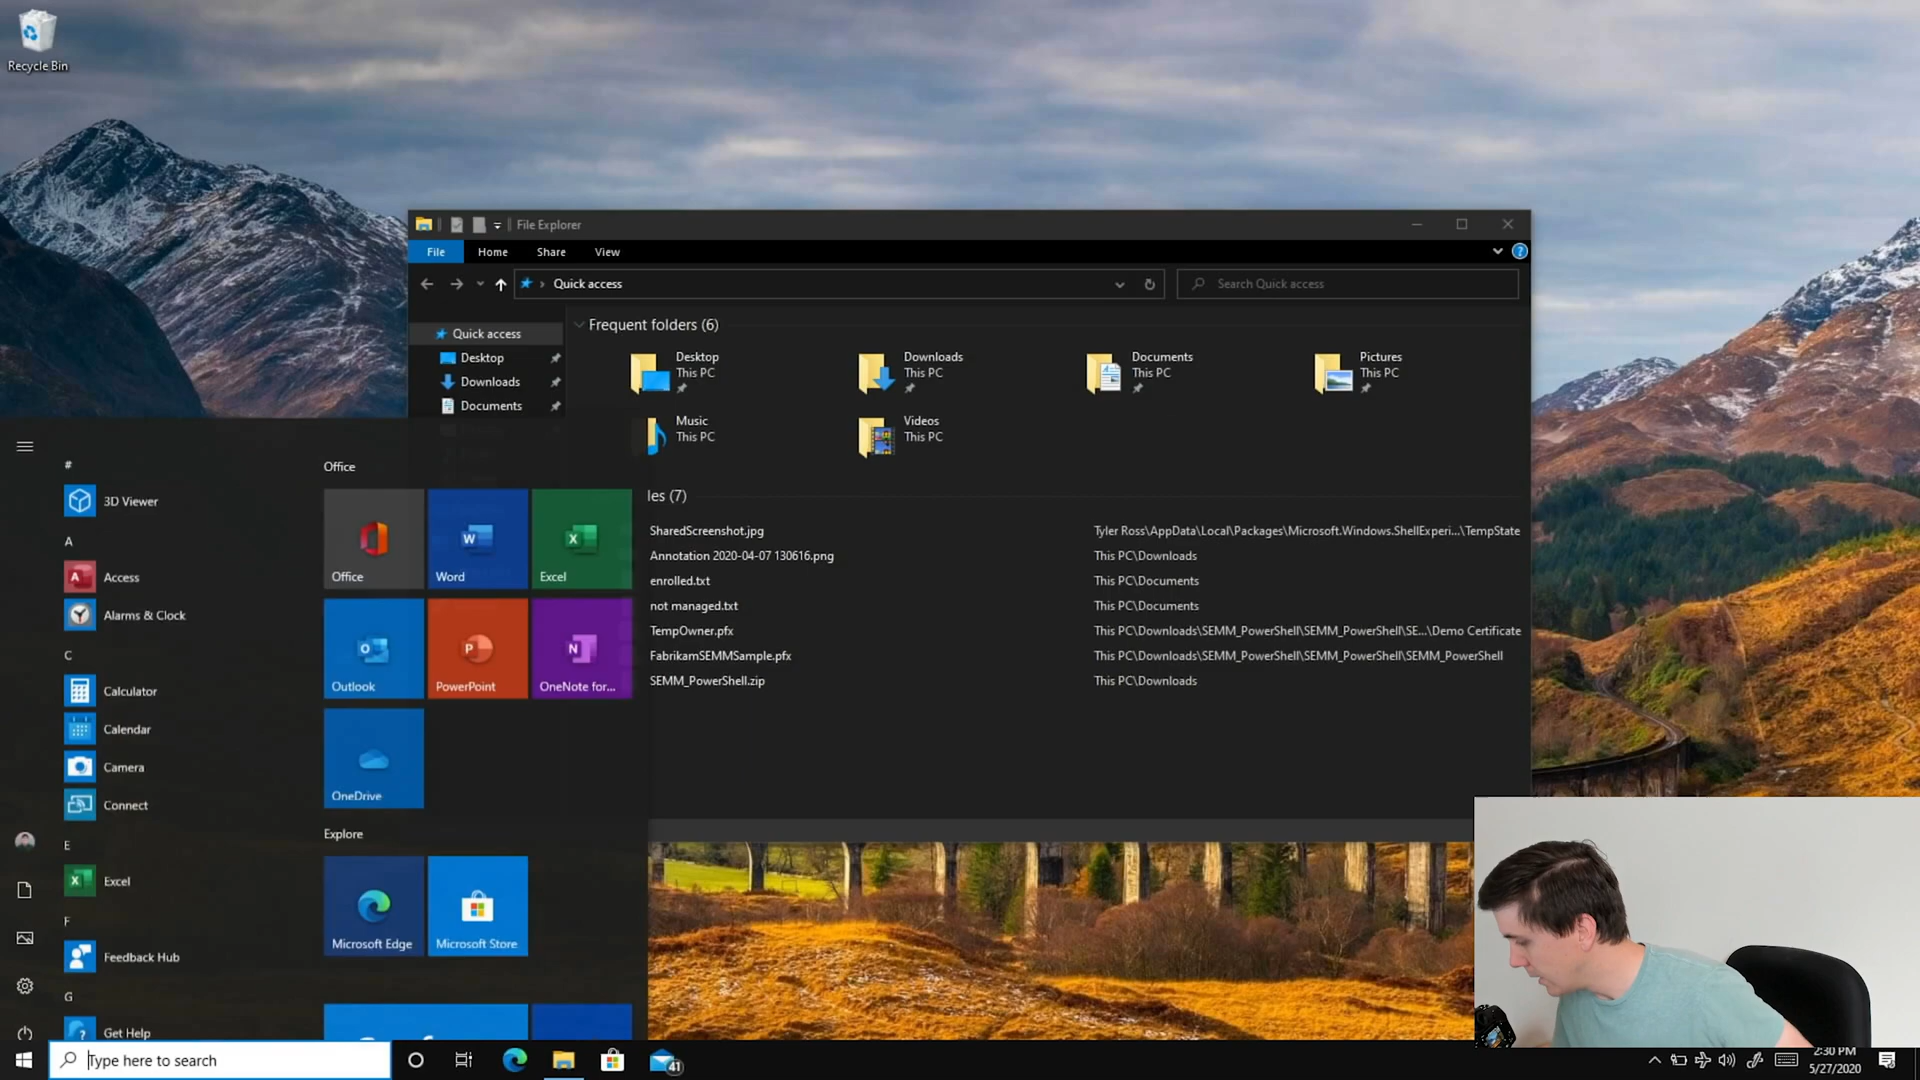 Recycle Bin
File Explorer
File Home Share View
Quick access
Search Quick access
Quick access
Desktop
Downloads
Documents
Frequent folders (6)
Desktop
This PC
Downloads
This PC
Documents
This PC
Pictures
This PC
Music
This PC
Videos
This PC
les (7)
SharedScreenshot.jpg Tyler Ross\AppData\Local\Packages\Microsoft.Windows.ShellExperi...\TempState
Annotation 2020-04-07 130616.png This PC\Downloads
enrolled.txt This PC\Documents
not managed.txt This PC\Documents
TempOwner.pfx This PC\Downloads\SEMM_PowerShell\SEMM_PowerShell\SE...\Demo Certificate
FabrikamSEMMSample.pfx This PC\Downloads\SEMM_PowerShell\SEMM_PowerShell\SEMM_PowerShell
SEMM_PowerShell.zip This PC\Downloads
#
3D Viewer
A
Access
Alarms & Clock
C
Calculator
Calendar
Camera
Connect
E
Excel
F
Feedback Hub
G
Get Help
Office
Office
Word
Excel
Outlook
PowerPoint
OneNote for...
OneDrive
Explore
Microsoft Edge
Microsoft Store
Type here to search
41
2:30 PM
5/27/2020